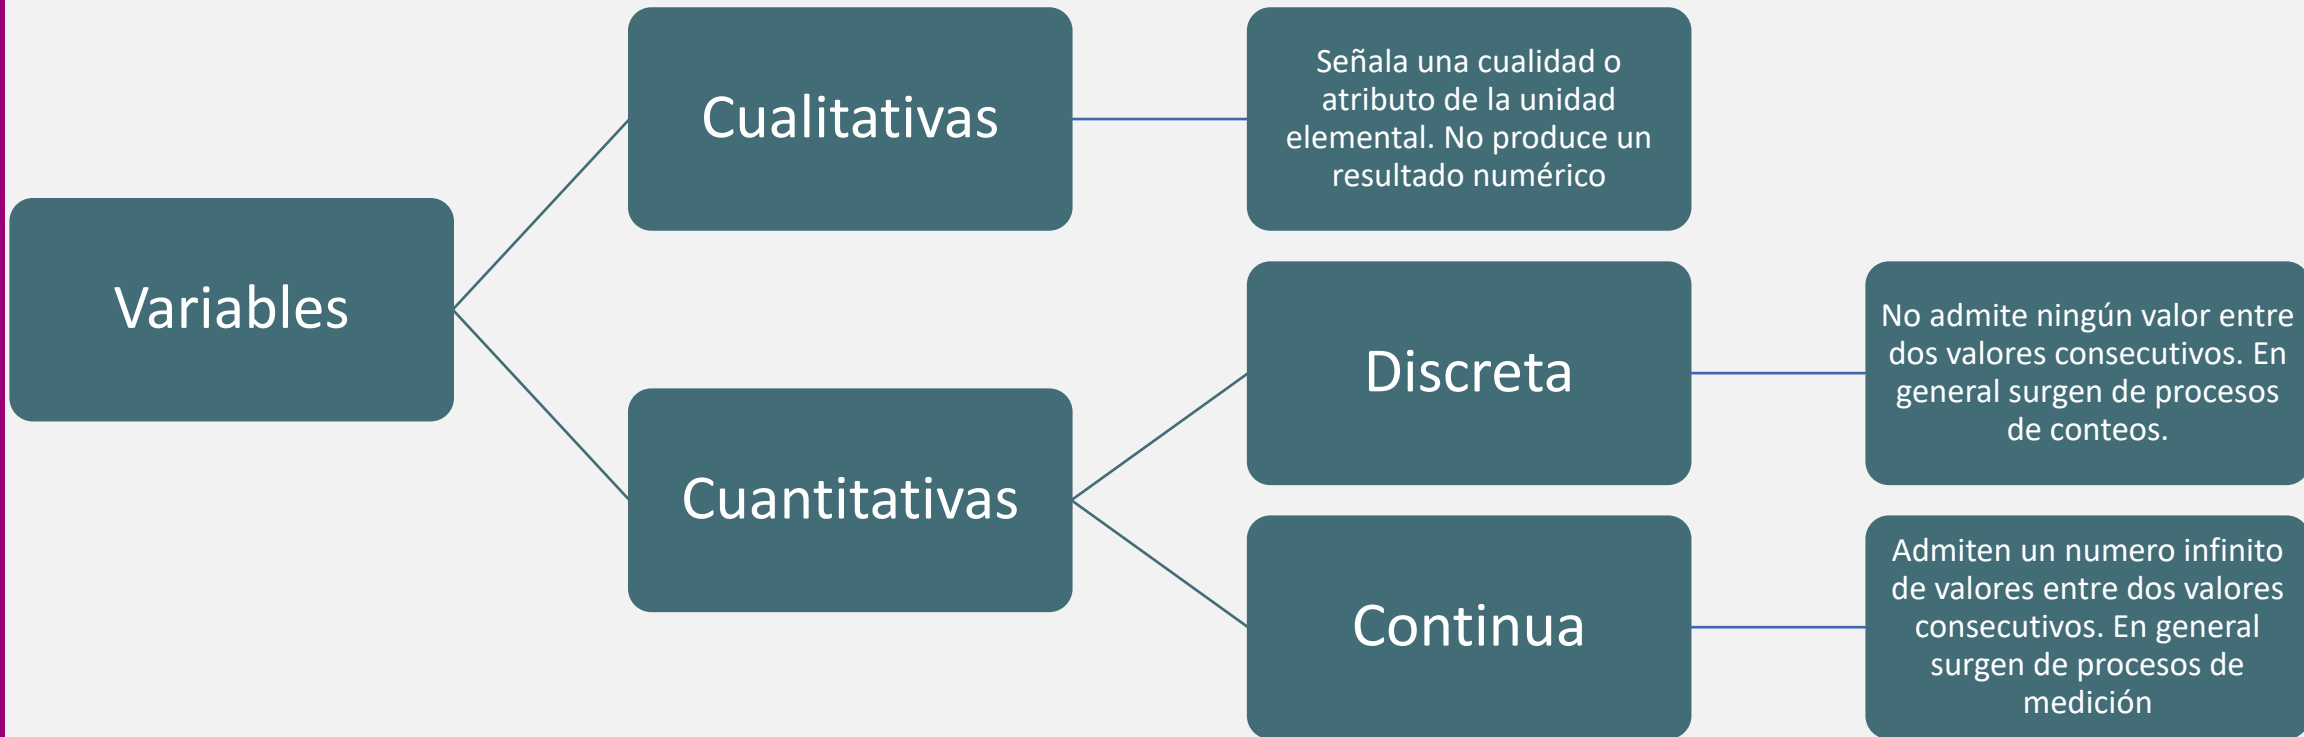 Variables
Cualitativas
Señala una cualidad o
atributo de la unidad
elemental. No produce un
resultado numérico
Cuantitativas
Discreta
No admite ningún valor entre
dos valores consecutivos. En
general surgen de procesos
de conteos.
Continua
Admiten un numero infinito
de valores entre dos valores
consecutivos. En general
surgen de procesos de
medición